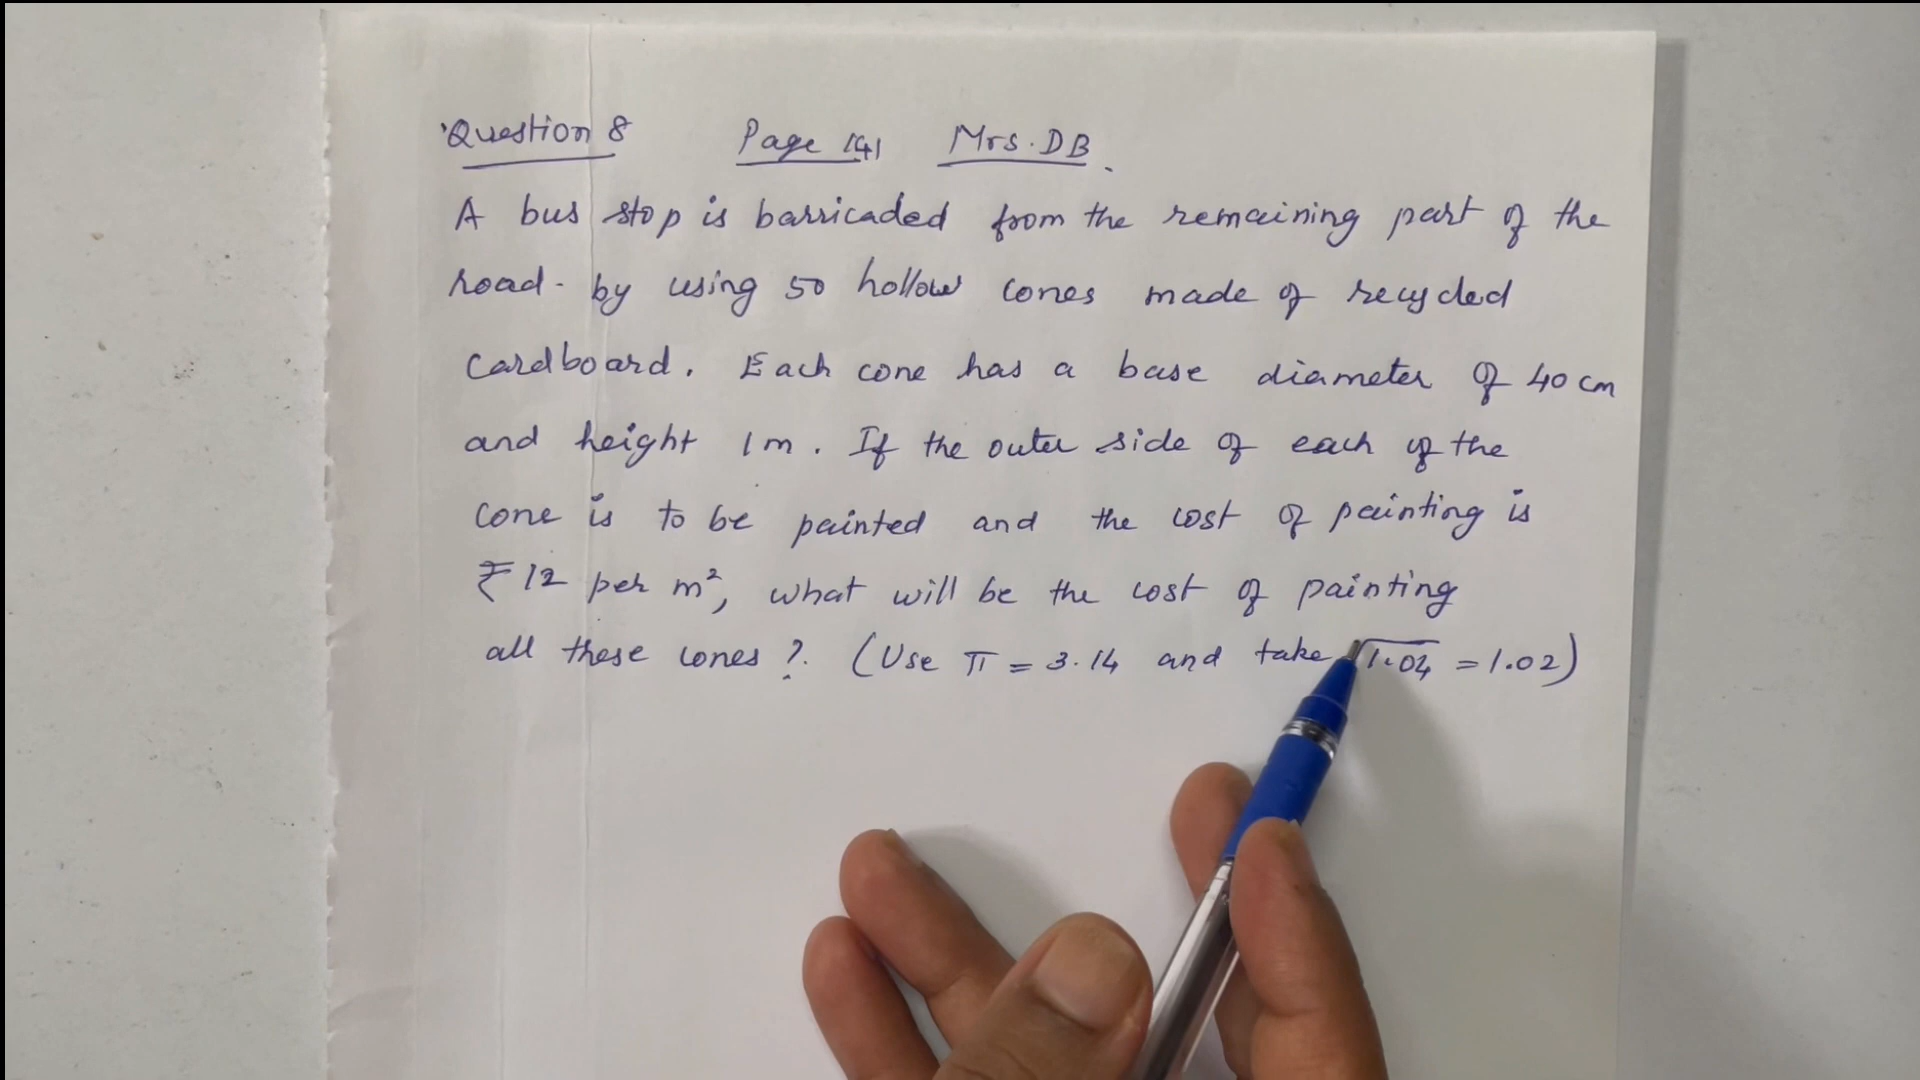 Question 8 Page 141 Mrs. DB
A bus stop is barricaded from the remaining part of the
road. by using 50 hollow cones made of recycled
cardboard. Each cone has a base diameter of 40 cm
and height 1 m. If the outer side of each of the
cone is to be painted and the cost of painting is
₹ 12 per m², what will be the cost of painting
all these cones? (Use π = 3.14 and take √1.04 = 1.02)